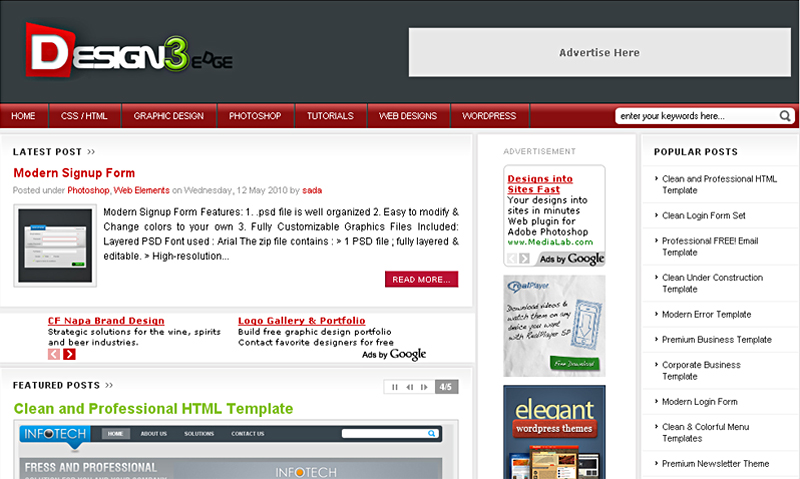 DESIGN3 EDGE
Advertise Here
HOME
CSS / HTML
GRAPHIC DESIGN
PHOTOSHOP
TUTORIALS
WEB DESIGNS
WORDPRESS
enter your keywords here...
LATEST POST >>
Modern Signup Form
Posted under Photoshop, Web Elements on Wednesday, 12 May 2010 by sada
Modern Signup Form Features: 1. .psd file is well organized 2. Easy to modify &
Change colors to your own 3. Fully Customizable Graphics Files Included:
Layered PSD Font used : Arial The zip file contains : > 1 PSD file ; fully layered &
editable. > High-resolution...
READ MORE...
CF Napa Brand Design
Strategic solutions for the wine, spirits
and beer industries.
Logo Gallery & Portfolio
Build free graphic design portfolio
Contact favorite designers for free
Ads by Google
FEATURED POSTS >>
4/5
Clean and Professional HTML Template
INFOTECH
HOME
ABOUT US
SOLUTIONS
CONTACT US
FRESS AND PROFESSIONAL
INFOTECH
ADVERTISEMENT
Designs into
Sites Fast
Your designs into
sites in minutes
Web plugin for
Adobe Photoshop
www.MediaLab.com
Ads by Google
RealPlayer
Download videos &
watch them on any
device you want
with RealPlayer SP
Free Download
elegant
wordpress themes
POPULAR POSTS
Clean and Professional HTML
Template
Clean Login Form Set
Professional FREE! Email
Template
Clean Under Construction
Template
Modern Error Template
Premium Business Template
Corporate Business
Template
Modern Login Form
Clean & Colorful Menu
Templates
Premium Newsletter Theme